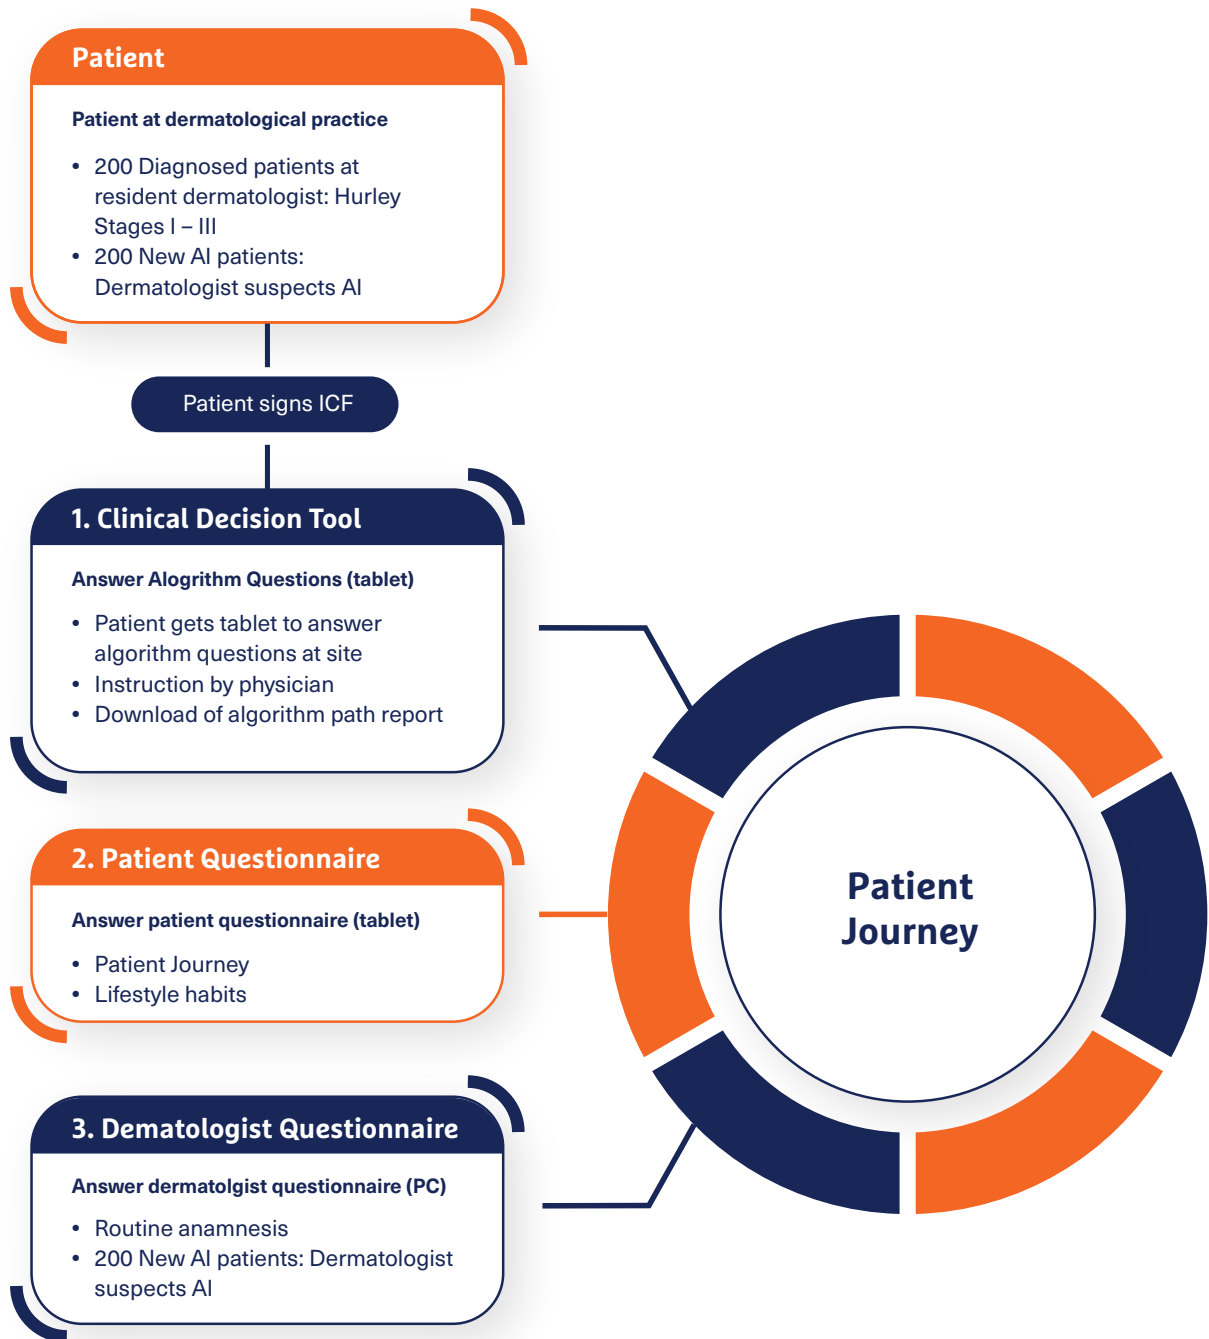 Patient
Patient at dermatological practice
• 200 Diagnosed patients at
resident dermatologist: Hurley
Stages I – III
• 200 New AI patients:
Dermatologist suspects AI
Patient signs ICF
1. Clinical Decision Tool
Answer Alogrithm Questions (tablet)
• Patient gets tablet to answer
algorithm questions at site
• Instruction by physician
• Download of algorithm path report
2. Patient Questionnaire
Answer patient questionnaire (tablet)
• Patient Journey
• Lifestyle habits
3. Dematologist Questionnaire
Answer dermatolgist questionnaire (PC)
• Routine anamnesis
• 200 New AI patients: Dermatologist
suspects AI
Patient
Journey